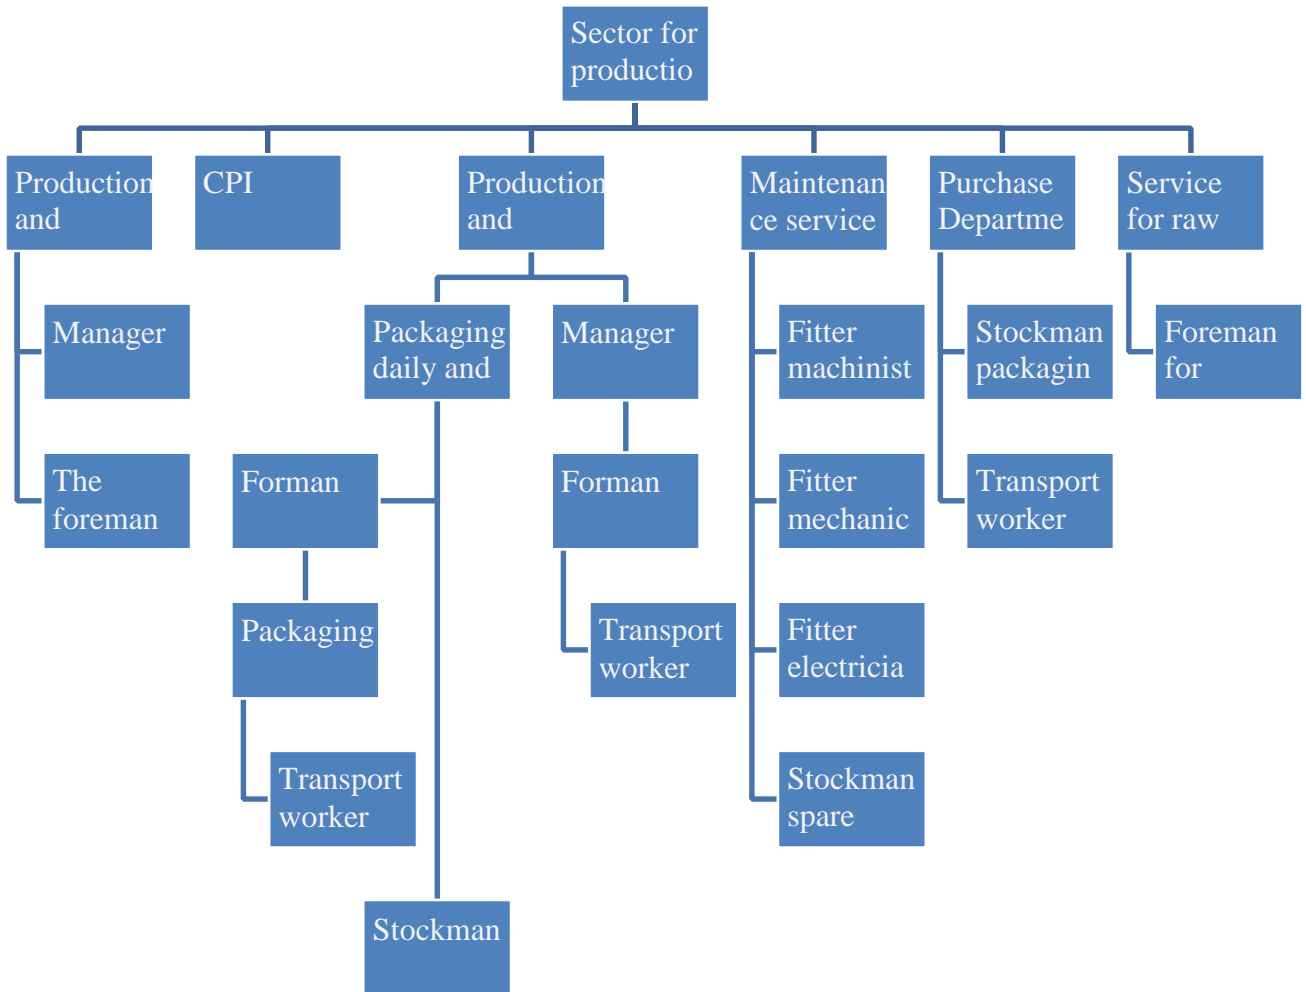 Sector for
productio
Production
and
CPI
Production
and
Maintenan
ce service
Purchase
Departme
Service
for raw
Manager
Packaging
daily and
Manager
Fitter
machinist
Stockman
packagin
Foreman
for
The
foreman
Forman
Forman
Fitter
mechanic
Transport
worker
Packaging
Transport
worker
Fitter
electricia
Transport
worker
Stockman
spare
Stockman